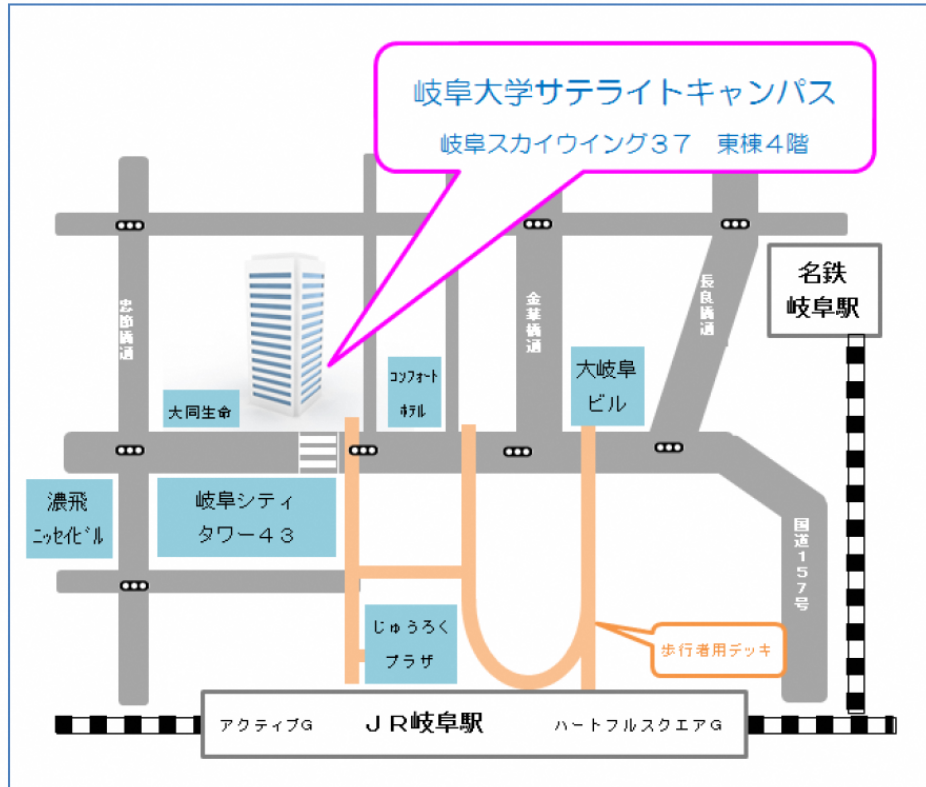 岐阜大学サテライトキャンパス
岐阜スカイウイング３７　東棟４階
名鉄
岐阜駅
忠節橋通
金華橋通
長良橋通
コンフォート
ホテル
大岐阜
ビル
大同生命
濃飛
ニッセイビル
岐阜シティ
タワー４３
国道１５７号
じゅうろく
プラザ
歩行者用デッキ
アクティブG
ＪＲ岐阜駅
ハートフルスクエアG